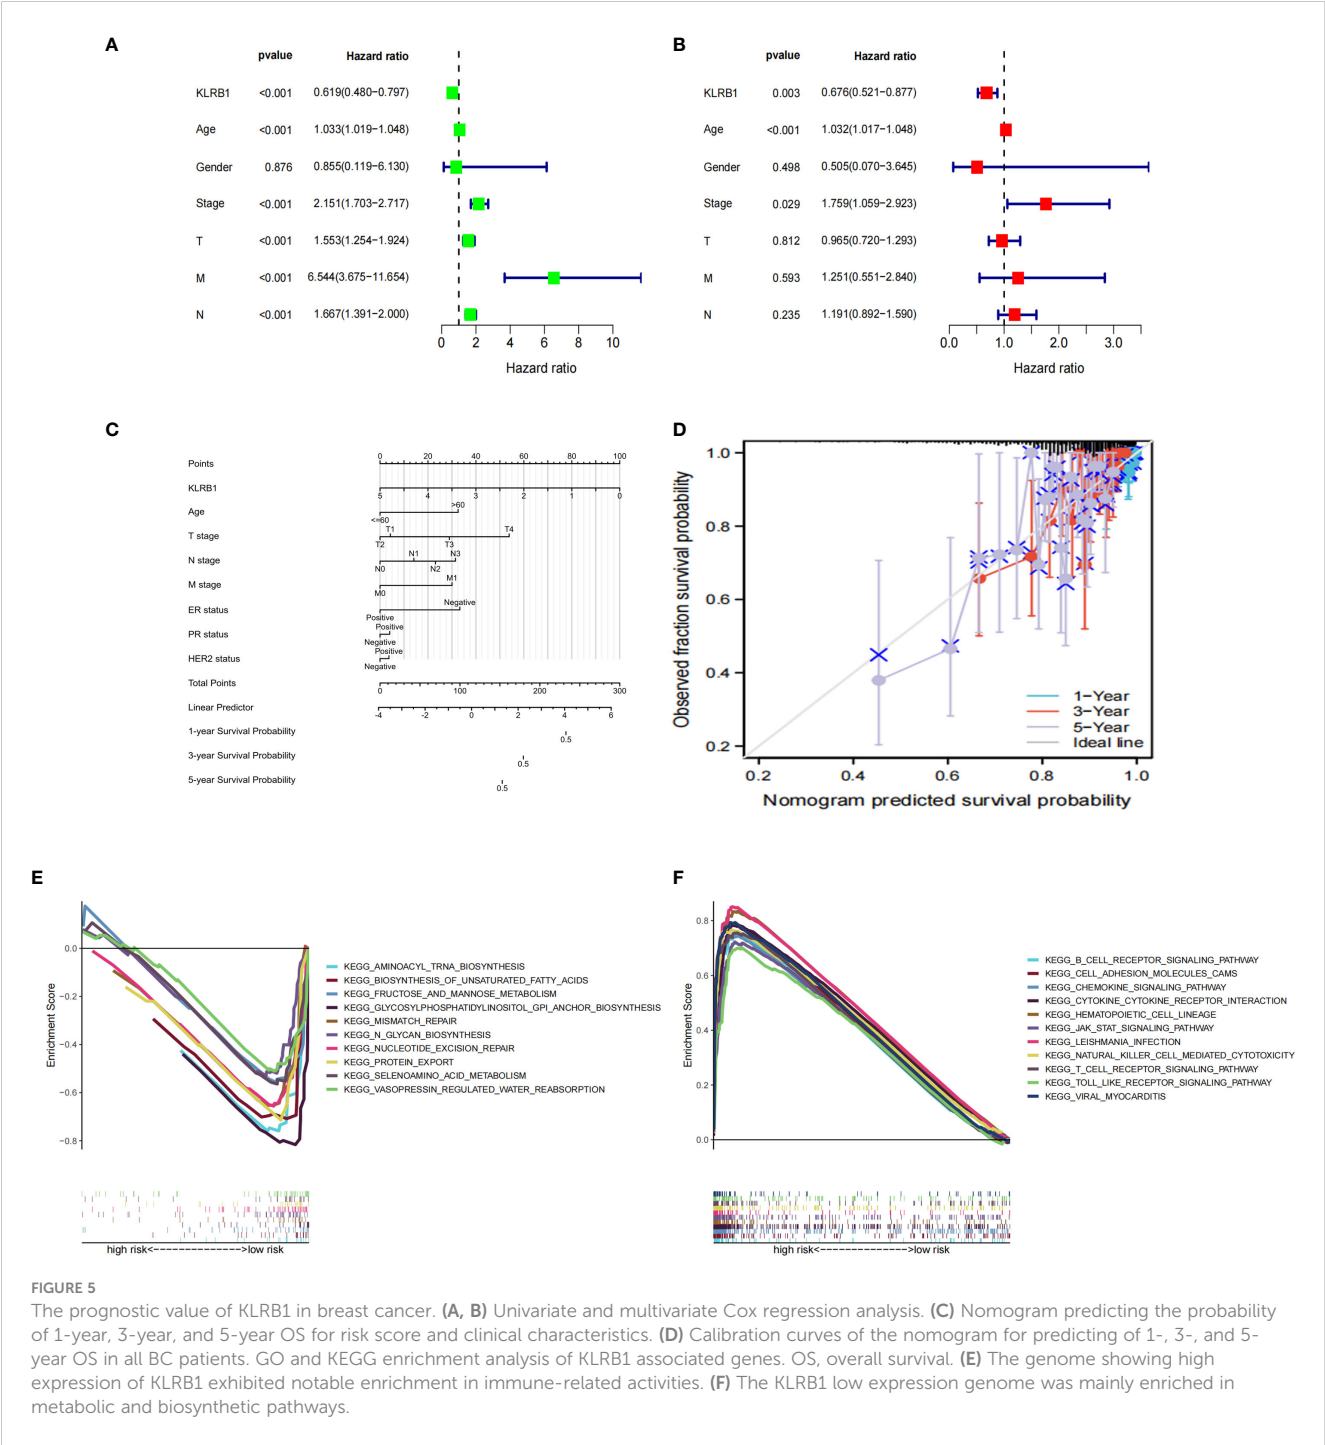 A
pvalue Hazard ratio
KLRB1 <0.001 0.619(0.480−0.797)
Age <0.001 1.033(1.019−1.048)
Gender 0.876 0.855(0.119−6.130)
Stage <0.001 2.151(1.703−2.717)
T <0.001 1.553(1.254−1.924)
M <0.001 6.544(3.675−11.654)
N <0.001 1.667(1.391−2.000)
0 2 4 6 8 10
Hazard ratio
B
pvalue Hazard ratio
KLRB1 0.003 0.676(0.521−0.877)
Age <0.001 1.032(1.017−1.048)
Gender 0.498 0.505(0.070−3.645)
Stage 0.029 1.759(1.059−2.923)
T 0.812 0.965(0.720−1.293)
M 0.593 1.251(0.551−2.840)
N 0.235 1.191(0.892−1.590)
0.0 1.0 2.0 3.0
Hazard ratio
C
Points 0 20 40 60 80 100
KLRB1 5 4 3 2 1 0
Age <=60 >60
T stage T1 T4 T2 T3
N stage N1 N3 N0 N2
M stage M1 M0
ER status Negative Positive
PR status Positive Negative
HER2 status Positive Negative
Total Points 0 100 200 300
Linear Predictor -4 -2 0 2 4 6
1-year Survival Probability 0.5
3-year Survival Probability 0.5
5-year Survival Probability 0.5
D
Observed fraction survival probability
1.0
0.8
0.6
0.4
0.2
1−Year
3−Year
5−Year
Ideal line
0.2 0.4 0.6 0.8 1.0
Nomogram predicted survival probability
E
Enrichment Score
0.0
−0.2
−0.4
−0.6
−0.8
KEGG_AMINOACYL_TRNA_BIOSYNTHESIS
KEGG_BIOSYNTHESIS_OF_UNSATURATED_FATTY_ACIDS
KEGG_FRUCTOSE_AND_MANNOSE_METABOLISM
KEGG_GLYCOSYLPHOSPHATIDYLINOSITOL_GPI_ANCHOR_BIOSYNTHESIS
KEGG_MISMATCH_REPAIR
KEGG_N_GLYCAN_BIOSYNTHESIS
KEGG_NUCLEOTIDE_EXCISION_REPAIR
KEGG_PROTEIN_EXPORT
KEGG_SELENOAMINO_ACID_METABOLISM
KEGG_VASOPRESSIN_REGULATED_WATER_REABSORPTION
high risk<−−−−−−−−−−−−−−>low risk
F
Enrichment Score
0.8
0.6
0.4
0.2
0.0
KEGG_B_CELL_RECEPTOR_SIGNALING_PATHWAY
KEGG_CELL_ADHESION_MOLECULES_CAMS
KEGG_CHEMOKINE_SIGNALING_PATHWAY
KEGG_CYTOKINE_CYTOKINE_RECEPTOR_INTERACTION
KEGG_HEMATOPOIETIC_CELL_LINEAGE
KEGG_JAK_STAT_SIGNALING_PATHWAY
KEGG_LEISHMANIA_INFECTION
KEGG_NATURAL_KILLER_CELL_MEDIATED_CYTOTOXICITY
KEGG_T_CELL_RECEPTOR_SIGNALING_PATHWAY
KEGG_TOLL_LIKE_RECEPTOR_SIGNALING_PATHWAY
KEGG_VIRAL_MYOCARDITIS
high risk<−−−−−−−−−−−−−−>low risk
FIGURE 5
The prognostic value of KLRB1 in breast cancer. (A, B) Univariate and multivariate Cox regression analysis. (C) Nomogram predicting the probability
of 1-year, 3-year, and 5-year OS for risk score and clinical characteristics. (D) Calibration curves of the nomogram for predicting of 1-, 3-, and 5-
year OS in all BC patients. GO and KEGG enrichment analysis of KLRB1 associated genes. OS, overall survival. (E) The genome showing high
expression of KLRB1 exhibited notable enrichment in immune-related activities. (F) The KLRB1 low expression genome was mainly enriched in
metabolic and biosynthetic pathways.